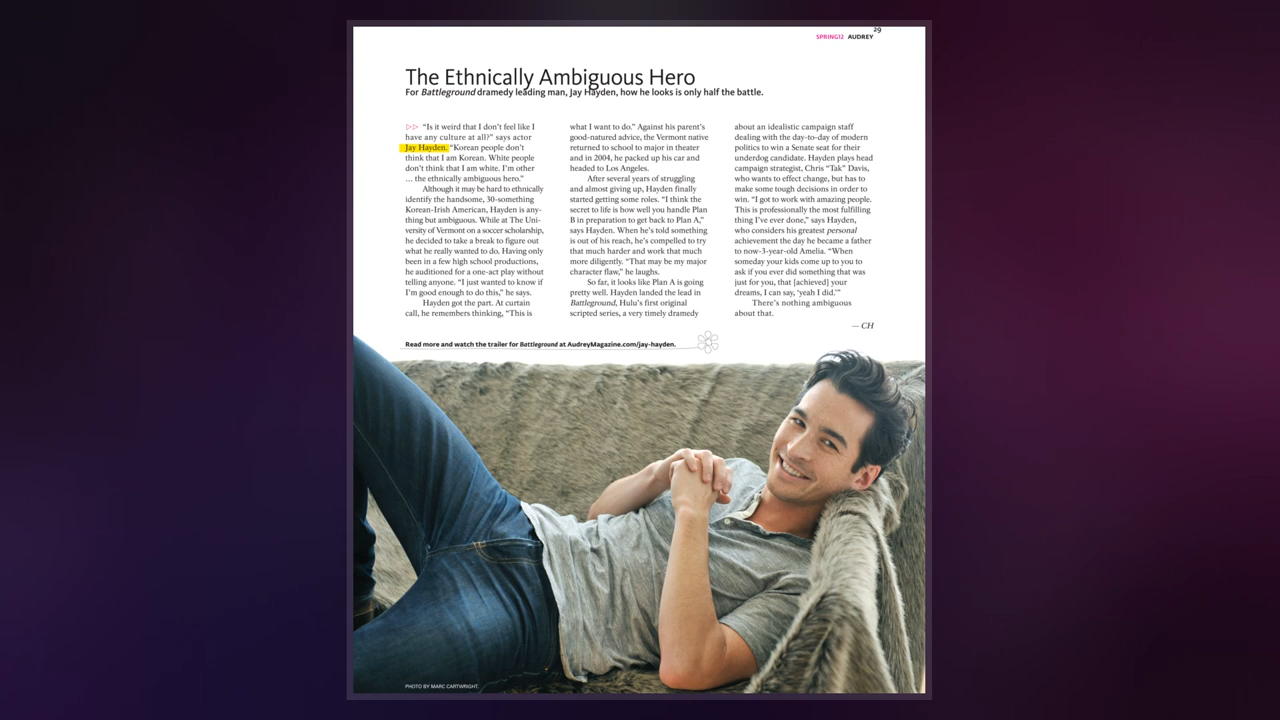 29
SPRING12 AUDREY
The Ethnically Ambiguous Hero
For Battleground dramedy leading man, Jay Hayden, how he looks is only half the battle.
▷▷ “Is it weird that I don’t feel like I
have any culture at all?” says actor
Jay Hayden. “Korean people don’t
think that I am Korean. White people
don’t think that I am white. I’m other
... the ethnically ambiguous hero.”
Although it may be hard to ethnically
identify the handsome, 30-something
Korean-Irish American, Hayden is any-
thing but ambiguous. While at The Uni-
versity of Vermont on a soccer scholarship,
he decided to take a break to figure out
what he really wanted to do. Having only
been in a few high school productions,
he auditioned for a one-act play without
telling anyone. “I just wanted to know if
I’m good enough to do this,” he says.
Hayden got the part. At curtain
call, he remembers thinking, “This is
what I want to do.” Against his parent’s
good-natured advice, the Vermont native
returned to school to major in theater
and in 2004, he packed up his car and
headed to Los Angeles.
After several years of struggling
and almost giving up, Hayden finally
started getting some roles. “I think the
secret to life is how well you handle Plan
B in preparation to get back to Plan A,”
says Hayden. When he’s told something
is out of his reach, he’s compelled to try
that much harder and work that much
more diligently. “That may be my major
character flaw,” he laughs.
So far, it looks like Plan A is going
pretty well. Hayden landed the lead in
Battleground, Hulu’s first original
scripted series, a very timely dramedy
about an idealistic campaign staff
dealing with the day-to-day of modern
politics to win a Senate seat for their
underdog candidate. Hayden plays head
campaign strategist, Chris “Tak” Davis,
who wants to effect change, but has to
make some tough decisions in order to
win. “I got to work with amazing people.
This is professionally the most fulfilling
thing I’ve ever done,” says Hayden,
who considers his greatest personal
achievement the day he became a father
to now-3-year-old Amelia. “When
someday your kids come up to you to
ask if you ever did something that was
just for you, that [achieved] your
dreams, I can say, ‘yeah I did.’”
There’s nothing ambiguous
about that.
— CH
Read more and watch the trailer for Battleground at AudreyMagazine.com/jay-hayden.
PHOTO BY MARC CARTWRIGHT.